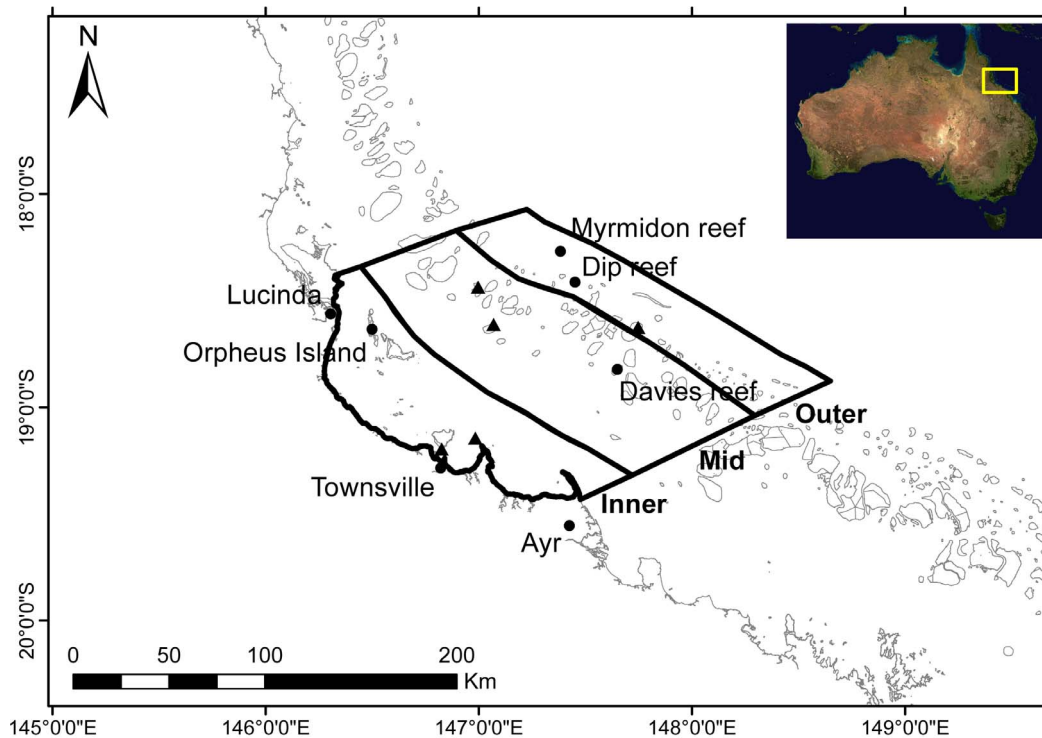 N
18°0'0"S
19°0'0"S
20°0'0"S
Myrmidon reef
Dip reef
Lucinda
Orpheus Island
Davies reef
Outer
Mid
Townsville
Inner
Ayr
0 50 100 200
Km
145°0'0"E 146°0'0"E 147°0'0"E 148°0'0"E 149°0'0"E